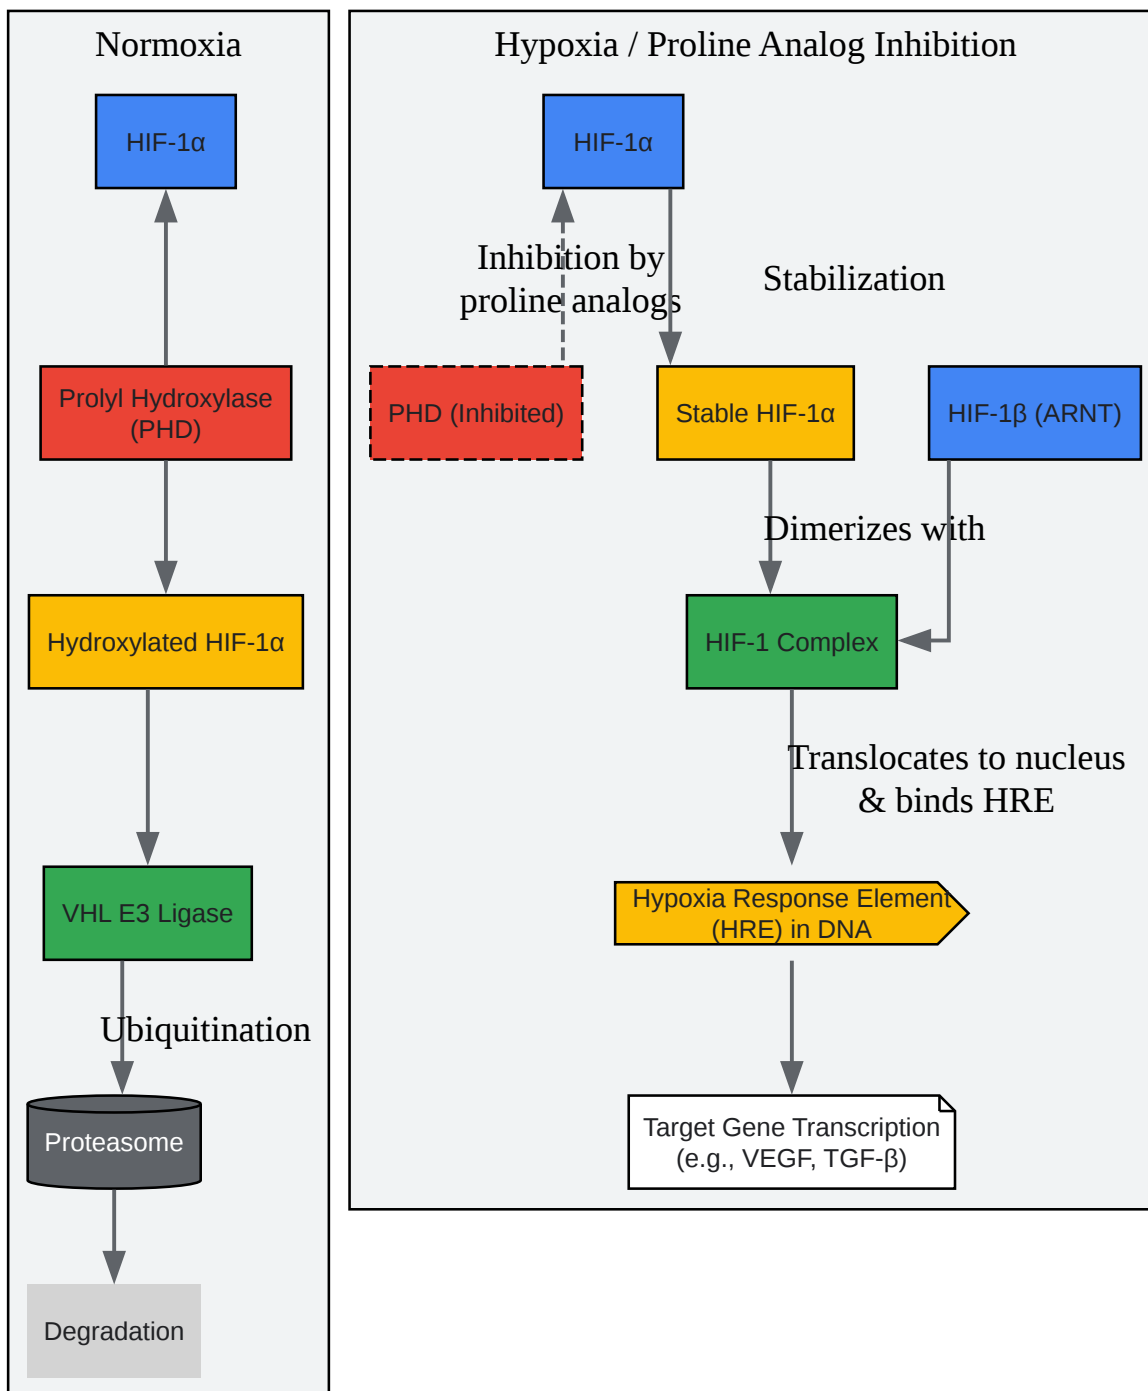 Normoxia
HIF-1α
Prolyl Hydroxylase
(PHD)
Hydroxylated HIF-1α
VHL E3 Ligase
Ubiquitination
Proteasome
Degradation
Hypoxia / Proline Analog Inhibition
HIF-1α
Inhibition by
proline analogs
Stabilization
PHD (Inhibited)
Stable HIF-1α
HIF-1β (ARNT)
Dimerizes with
HIF-1 Complex
Translocates to nucleus
& binds HRE
Hypoxia Response Element
(HRE) in DNA
Target Gene Transcription
(e.g., VEGF, TGF-β)